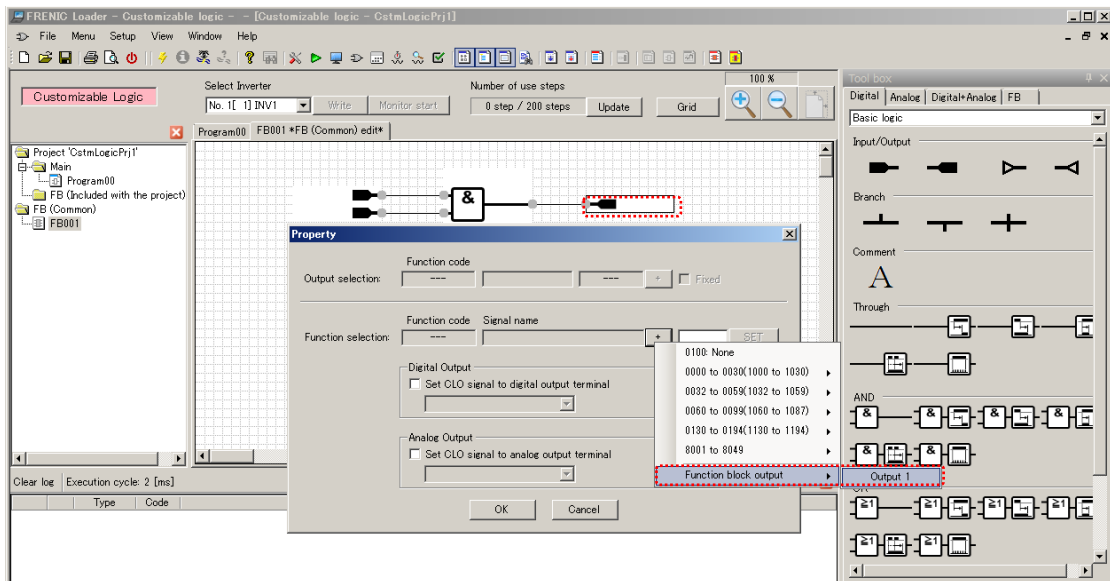 FRENIC Loader - Customizable logic - - [Customizable logic - CstmLogicPrj1]
File Menu Setup View Window Help
Customizable Logic
Select Inverter
No. 1[ 1] INV1
Write
Monitor start
Number of use steps
0 step / 200 steps
Update
Grid
100 %
Program00
FB001 *FB (Common) edit*
Project 'CstmLogicPrj1'
Main
Program00
FB (Included with the project)
FB (Common)
FB001
&
Property
Function code
Output selection:
---
---
+
Fixed
Function code Signal name
Function selection:
---
+
SET
Digital Output
Set CLO signal to digital output terminal
Analog Output
Set CLO signal to analog output terminal
OK
Cancel
0100: None
0000 to 0030(1000 to 1030)
0032 to 0059(1032 to 1059)
0060 to 0099(1060 to 1087)
0130 to 0194(1130 to 1194)
8001 to 8049
Function block output
Output 1
Clear log
Execution cycle: 2 [ms]
Type Code
Tool box
Digital Analog Digital+Analog FB
Basic logic
Input/Output
Branch
Comment
A
Through
AND
& & & &
& &
OR
≧1 ≧1 ≧1 ≧1
≧1 ≧1